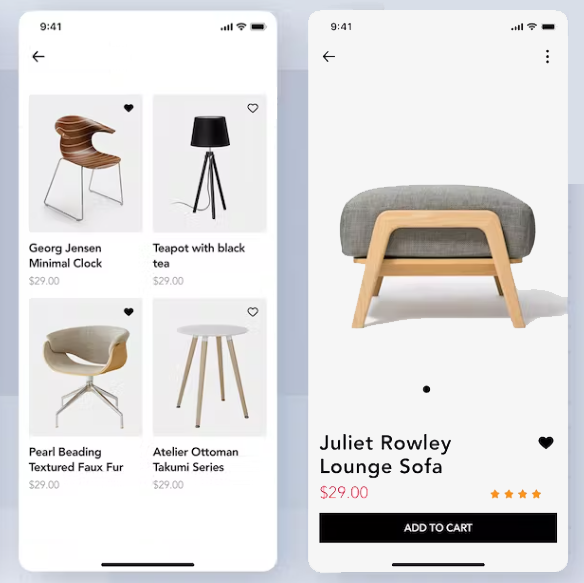 9:41
Georg Jensen
Minimal Clock
$29.00
Teapot with black
tea
$29.00
Pearl Beading
Textured Faux Fur
$29.00
Atelier Ottoman
Takumi Series
$29.00
9:41
Juliet Rowley
Lounge Sofa
$29.00
ADD TO CART